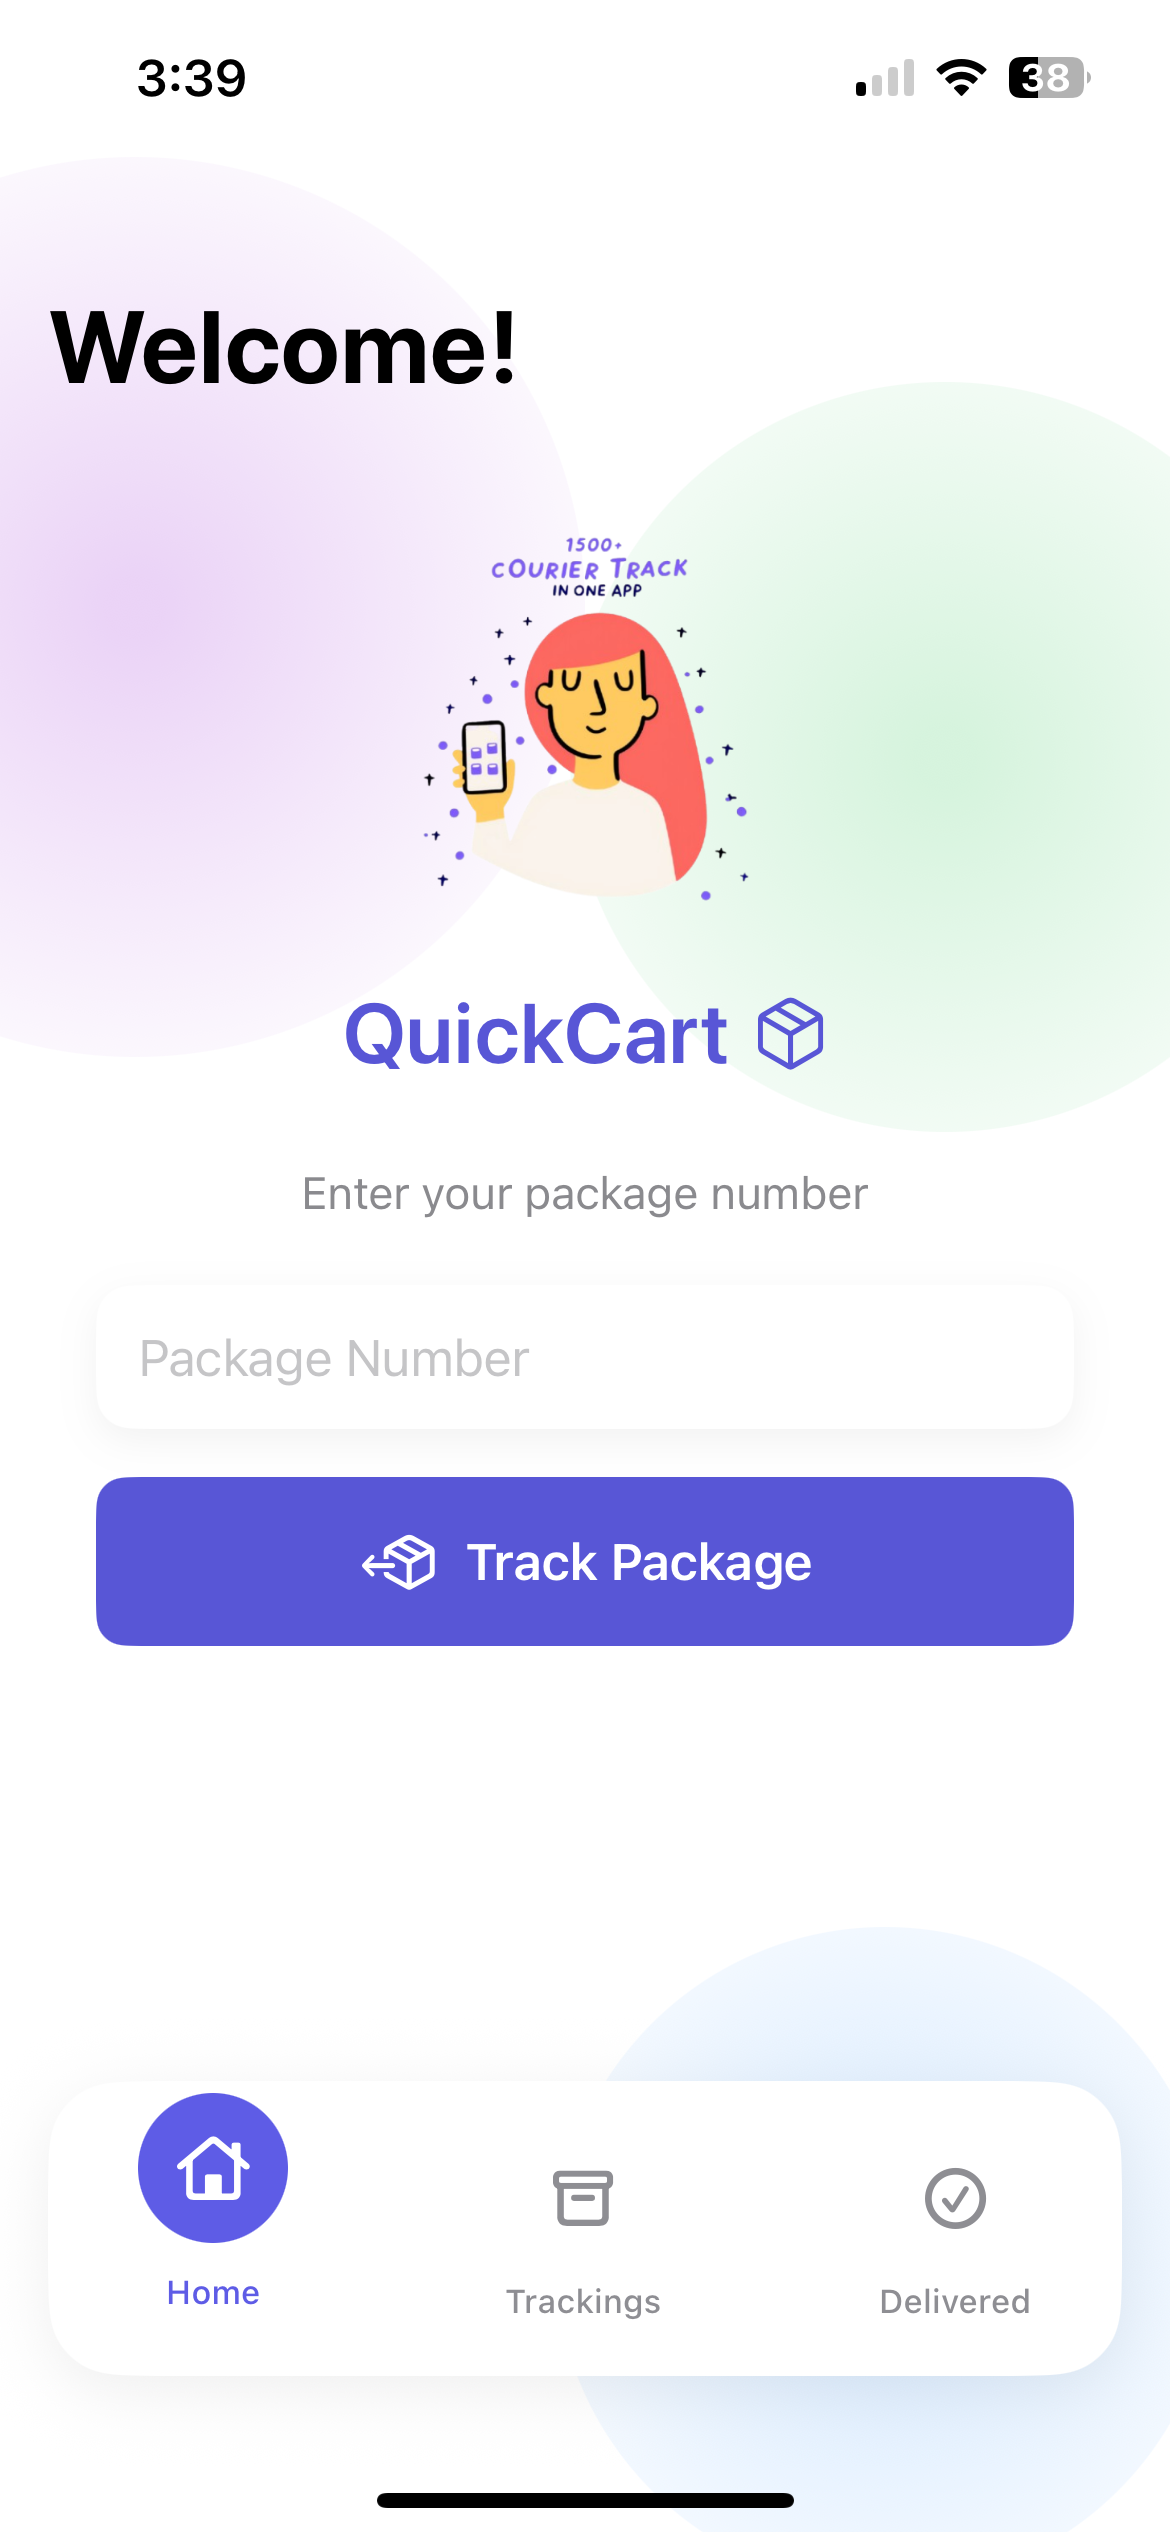 3:39
38
Welcome!
1500+
COURIER TRACK
IN ONE APP
QuickCart
Enter your package number
Package Number
Track Package
Home
Trackings
Delivered